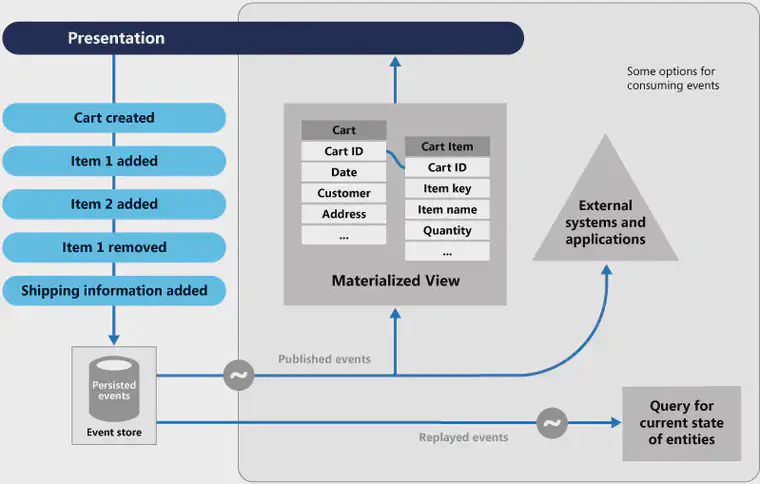 Presentation
Some options for
consuming events
Cart created
Item 1 added
Item 2 added
Item 1 removed
Shipping information added
Cart
Cart ID
Date
Customer
Address
...
Cart Item
Cart ID
Item key
Item name
Quantity
...
Materialized View
External
systems and
applications
Published events
~
Persisted
events
Event store
~
Replayed events
Query for
current state
of entities